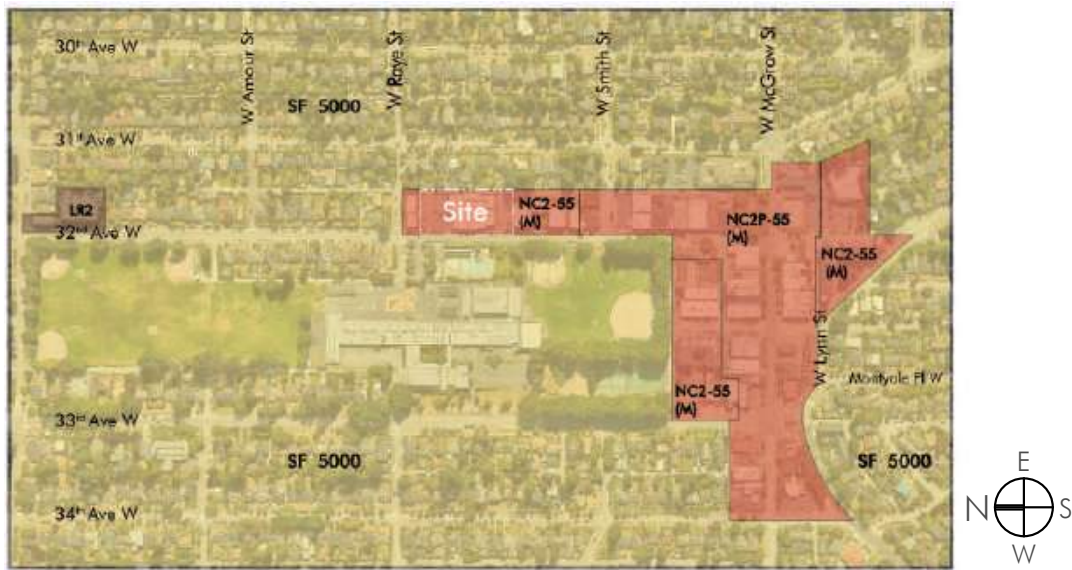 30th Ave W
W Amour St
W Raye St
W Smith St
W McGraw St
SF 5000
31st Ave W
LR2
Site
NC2-55
(M)
NC2P-55
(M)
32nd Ave W
NC2-55
(M)
W Lynn St
Montvale Pl W
NC2-55
(M)
33rd Ave W
SF 5000
SF 5000
34th Ave W
E
N
S
W